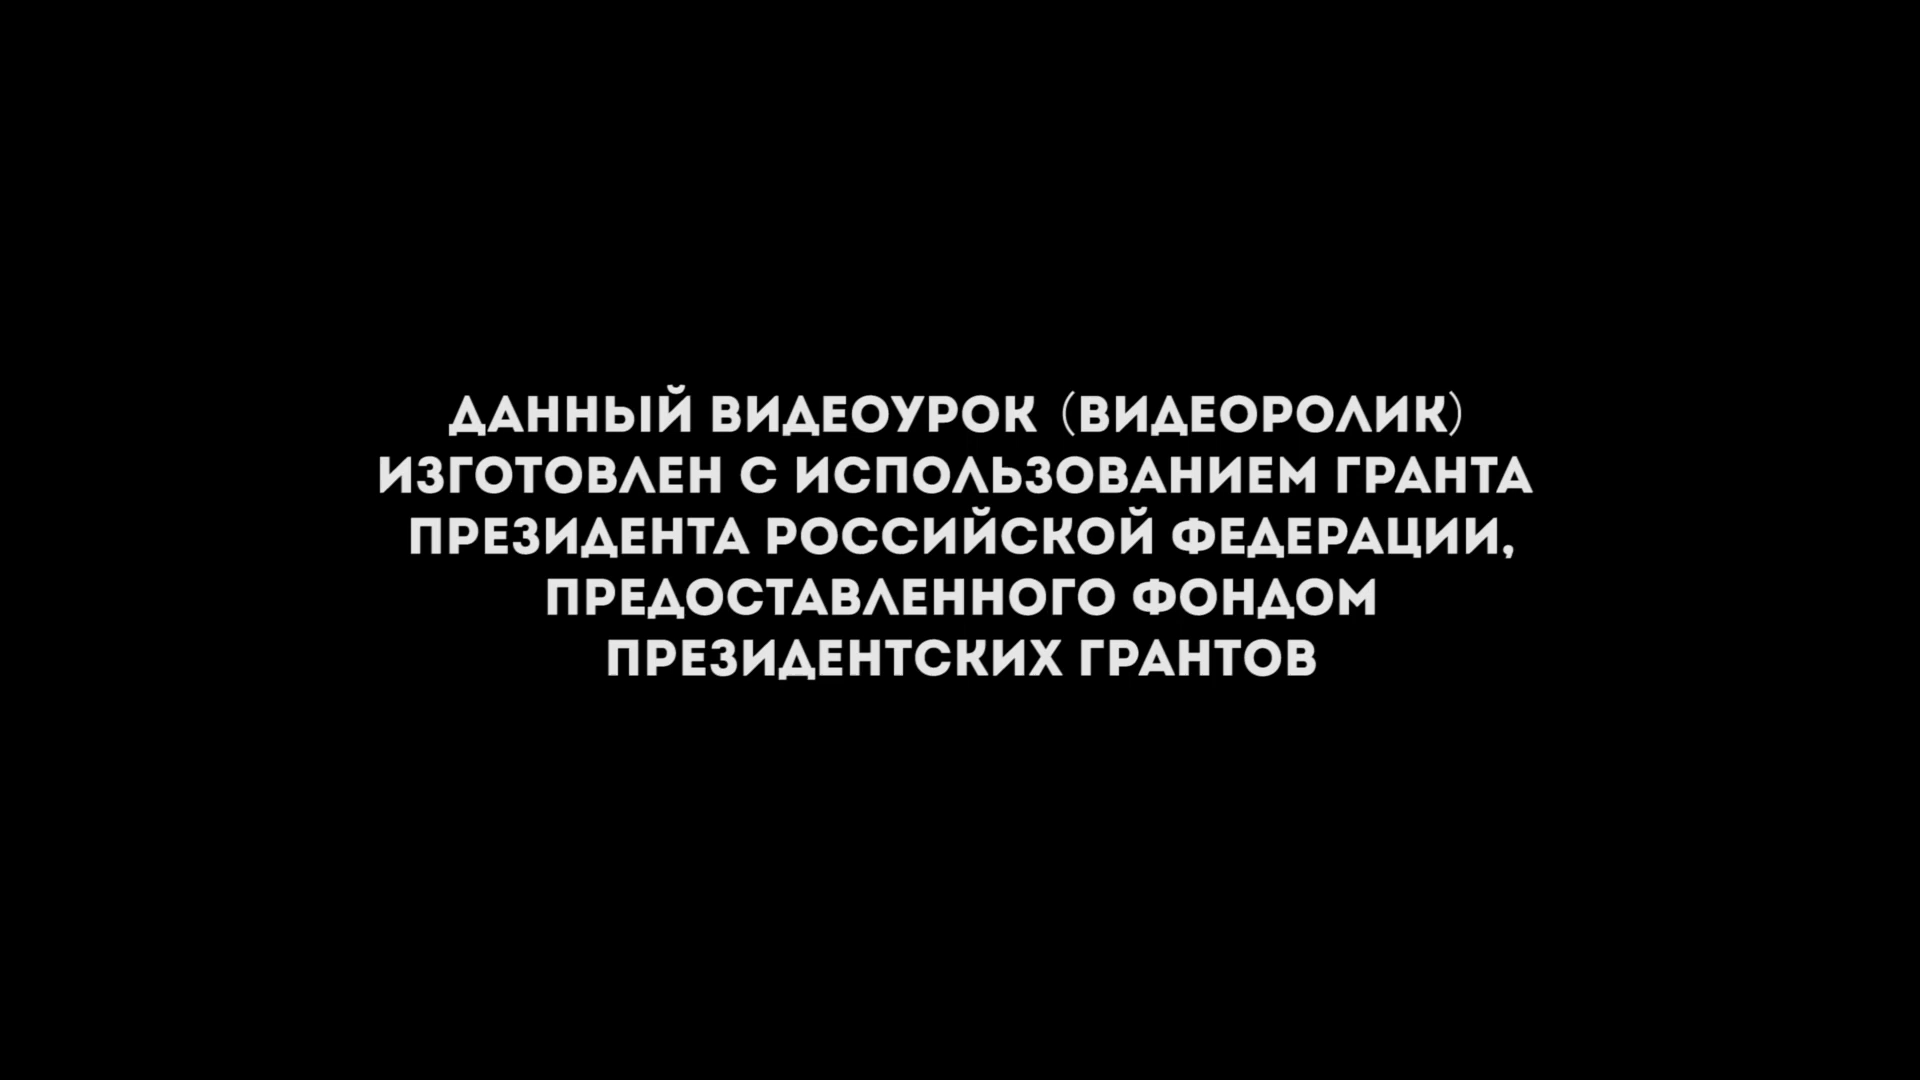 ДАННЫЙ ВИДЕОУРОК (ВИДЕОРОЛИК)
ИЗГОТОВЛЕН С ИСПОЛЬЗОВАНИЕМ ГРАНТА
ПРЕЗИДЕНТА РОССИЙСКОЙ ФЕДЕРАЦИИ,
ПРЕДОСТАВЛЕННОГО ФОНДОМ
ПРЕЗИДЕНТСКИХ ГРАНТОВ